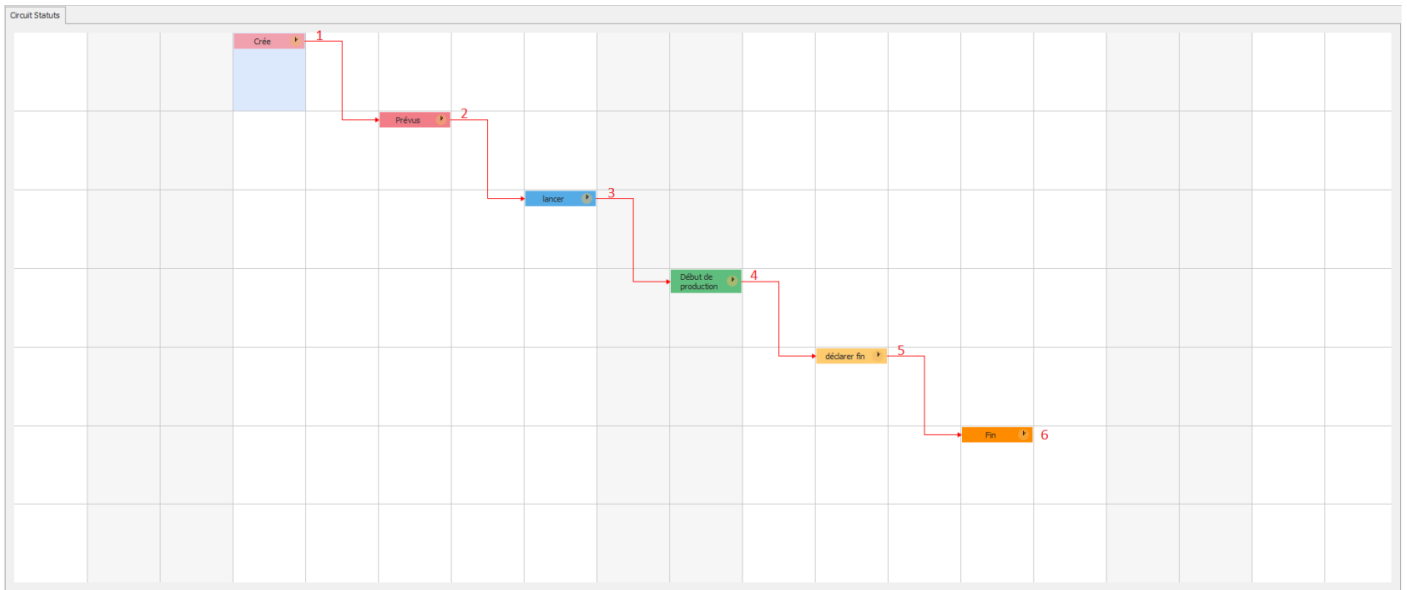 Circuit Statuts
Crée
1
Prévus
2
lancer
3
Début de
production
4
déclarer fin
5
Fin
6